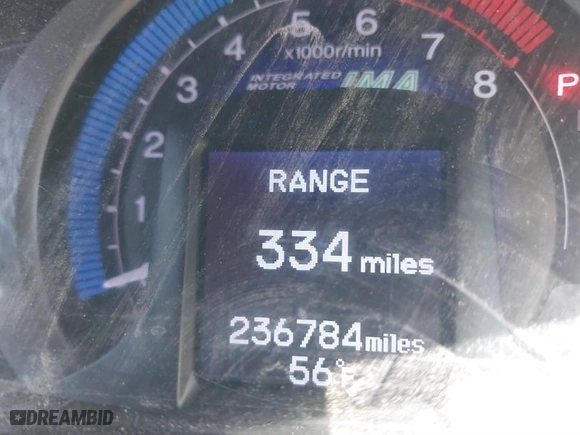 5 6
4 x1000r/min 7
3 INTEGRATED MOTOR IMA 8 P
2
RANGE
1
334 miles
236784 miles
56°F
DREAMBID